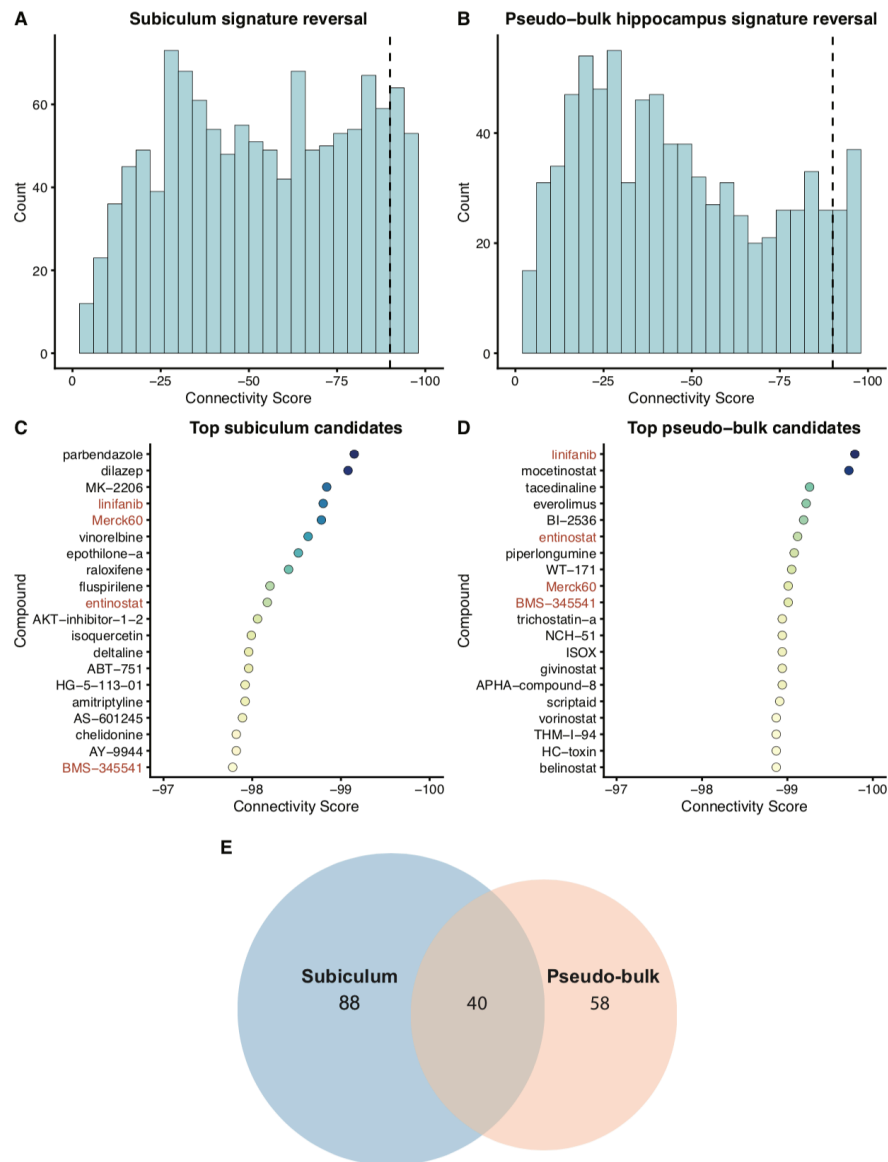 A
Subiculum signature reversal
Count
60
40
20
0
0
−25
−50
−75
−100
Connectivity Score
B
Pseudo−bulk hippocampus signature reversal
Count
40
20
0
0
−25
−50
−75
−100
Connectivity Score
C
Top subiculum candidates
Compound
parbendazole
dilazep
MK−2206
linifanib
Merck60
vinorelbine
epothilone−a
raloxifene
fluspirilene
entinostat
AKT−inhibitor−1−2
isoquercetin
deltaline
ABT−751
HG−5−113−01
amitriptyline
AS−601245
chelidonine
AY−9944
BMS−345541
−97
−98
−99
−100
Connectivity Score
D
Top pseudo−bulk candidates
Compound
linifanib
mocetinostat
tacedinaline
everolimus
BI−2536
entinostat
piperlongumine
WT−171
Merck60
BMS−345541
trichostatin−a
NCH−51
ISOX
givinostat
APHA−compound−8
scriptaid
vorinostat
THM−I−94
HC−toxin
belinostat
−97
−98
−99
−100
Connectivity Score
E
Subiculum
88
40
Pseudo-bulk
58